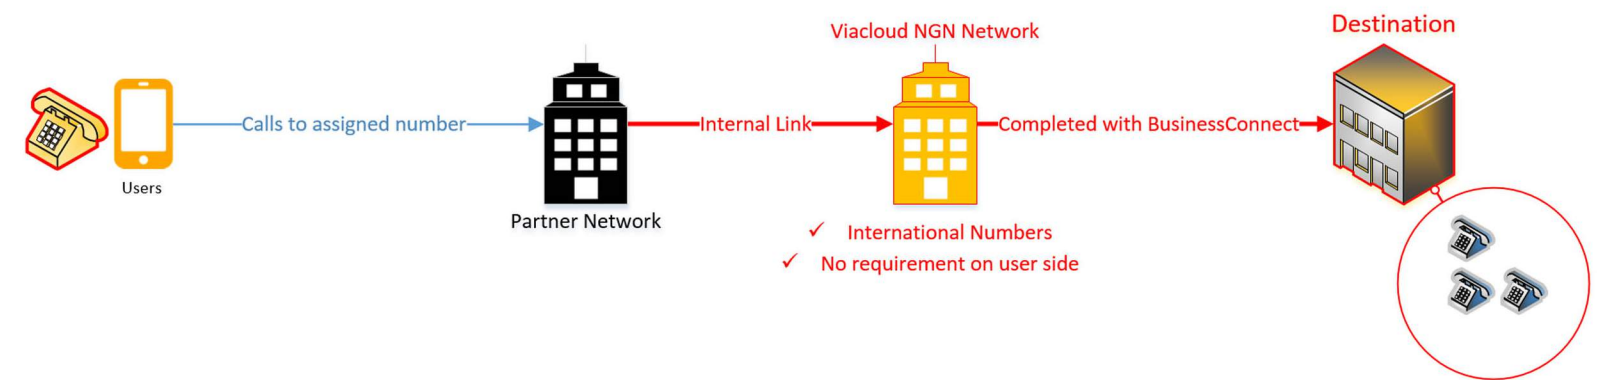 Destination
Viacloud NGN Network
Calls to assigned number
Internal Link
Completed with BusinessConnect
Users
Partner Network
✓ International Numbers
✓ No requirement on user side